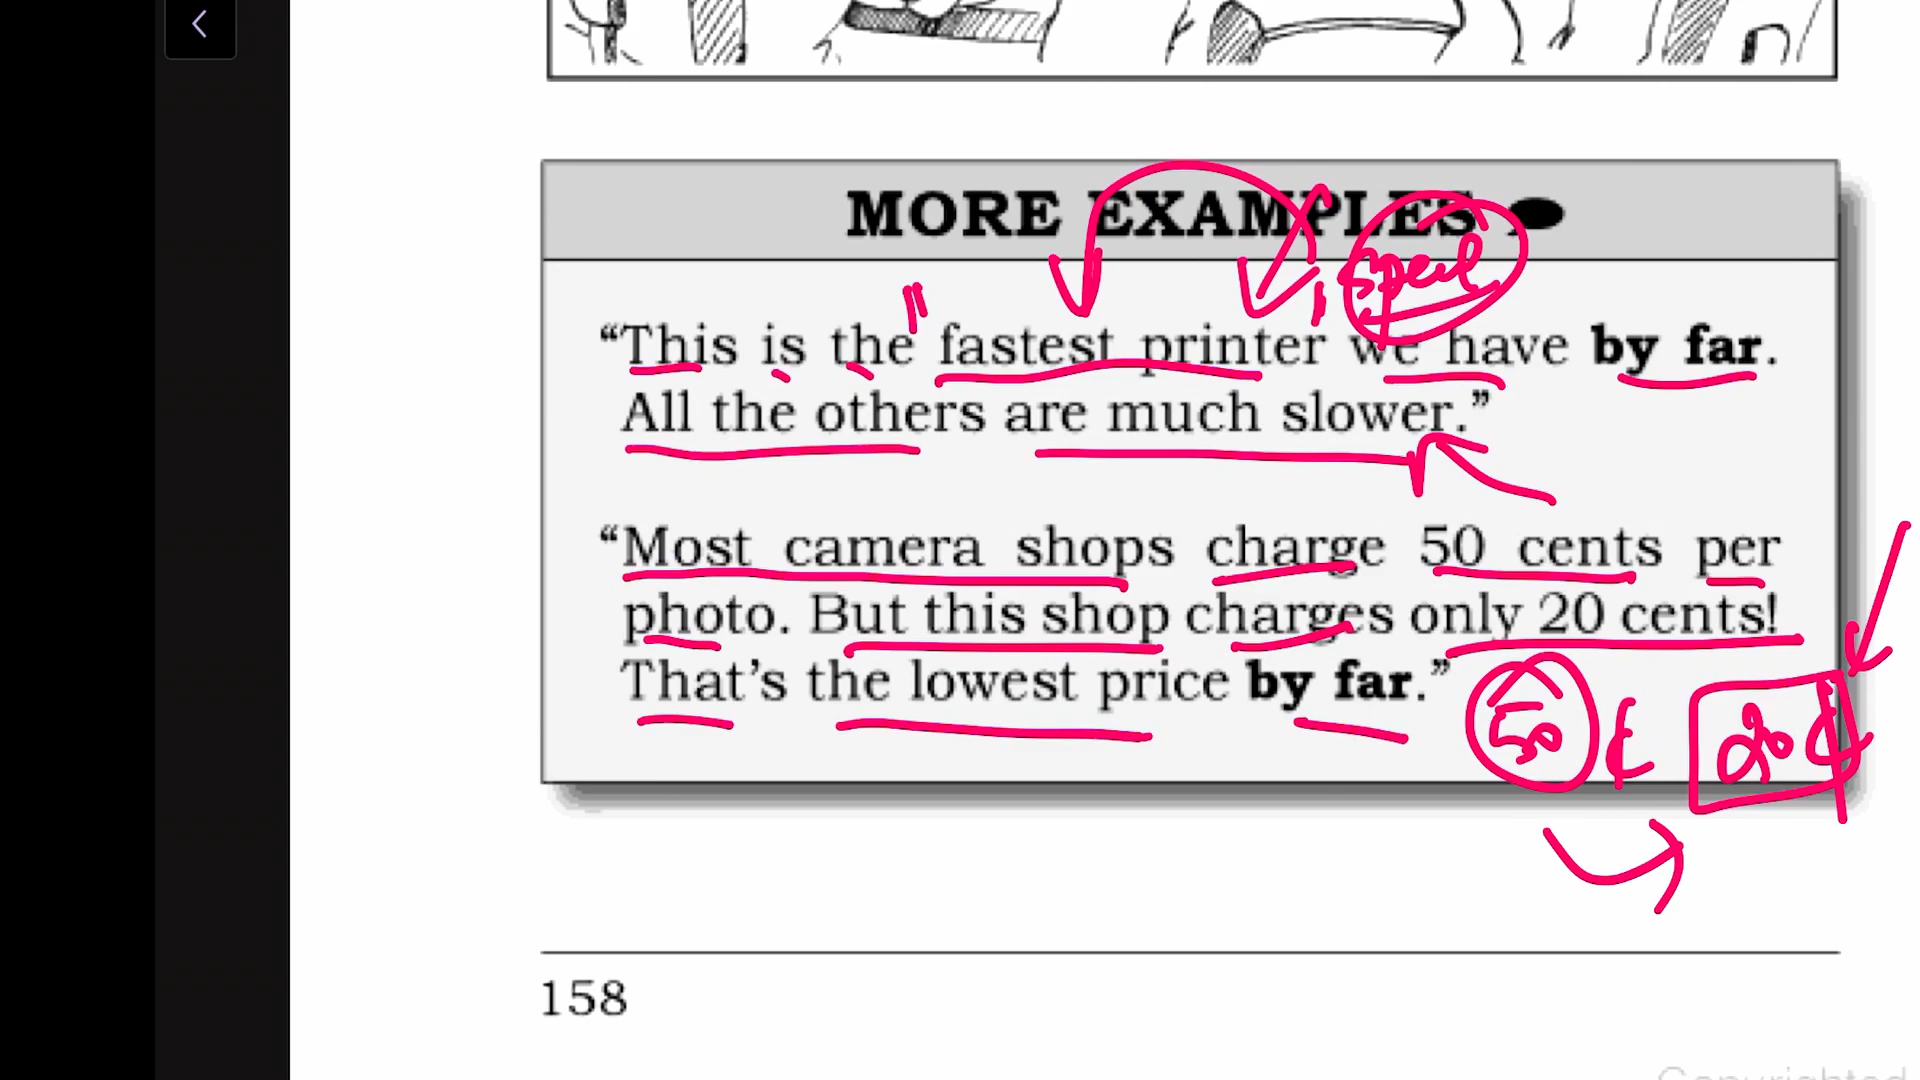 MORE EXAMPLES
speed
“This is the fastest printer we have by far.
All the others are much slower.”
“Most camera shops charge 50 cents per
photo. But this shop charges only 20 cents!
That’s the lowest price by far.”
50 ¢ 20 ¢
158
Copyrighted